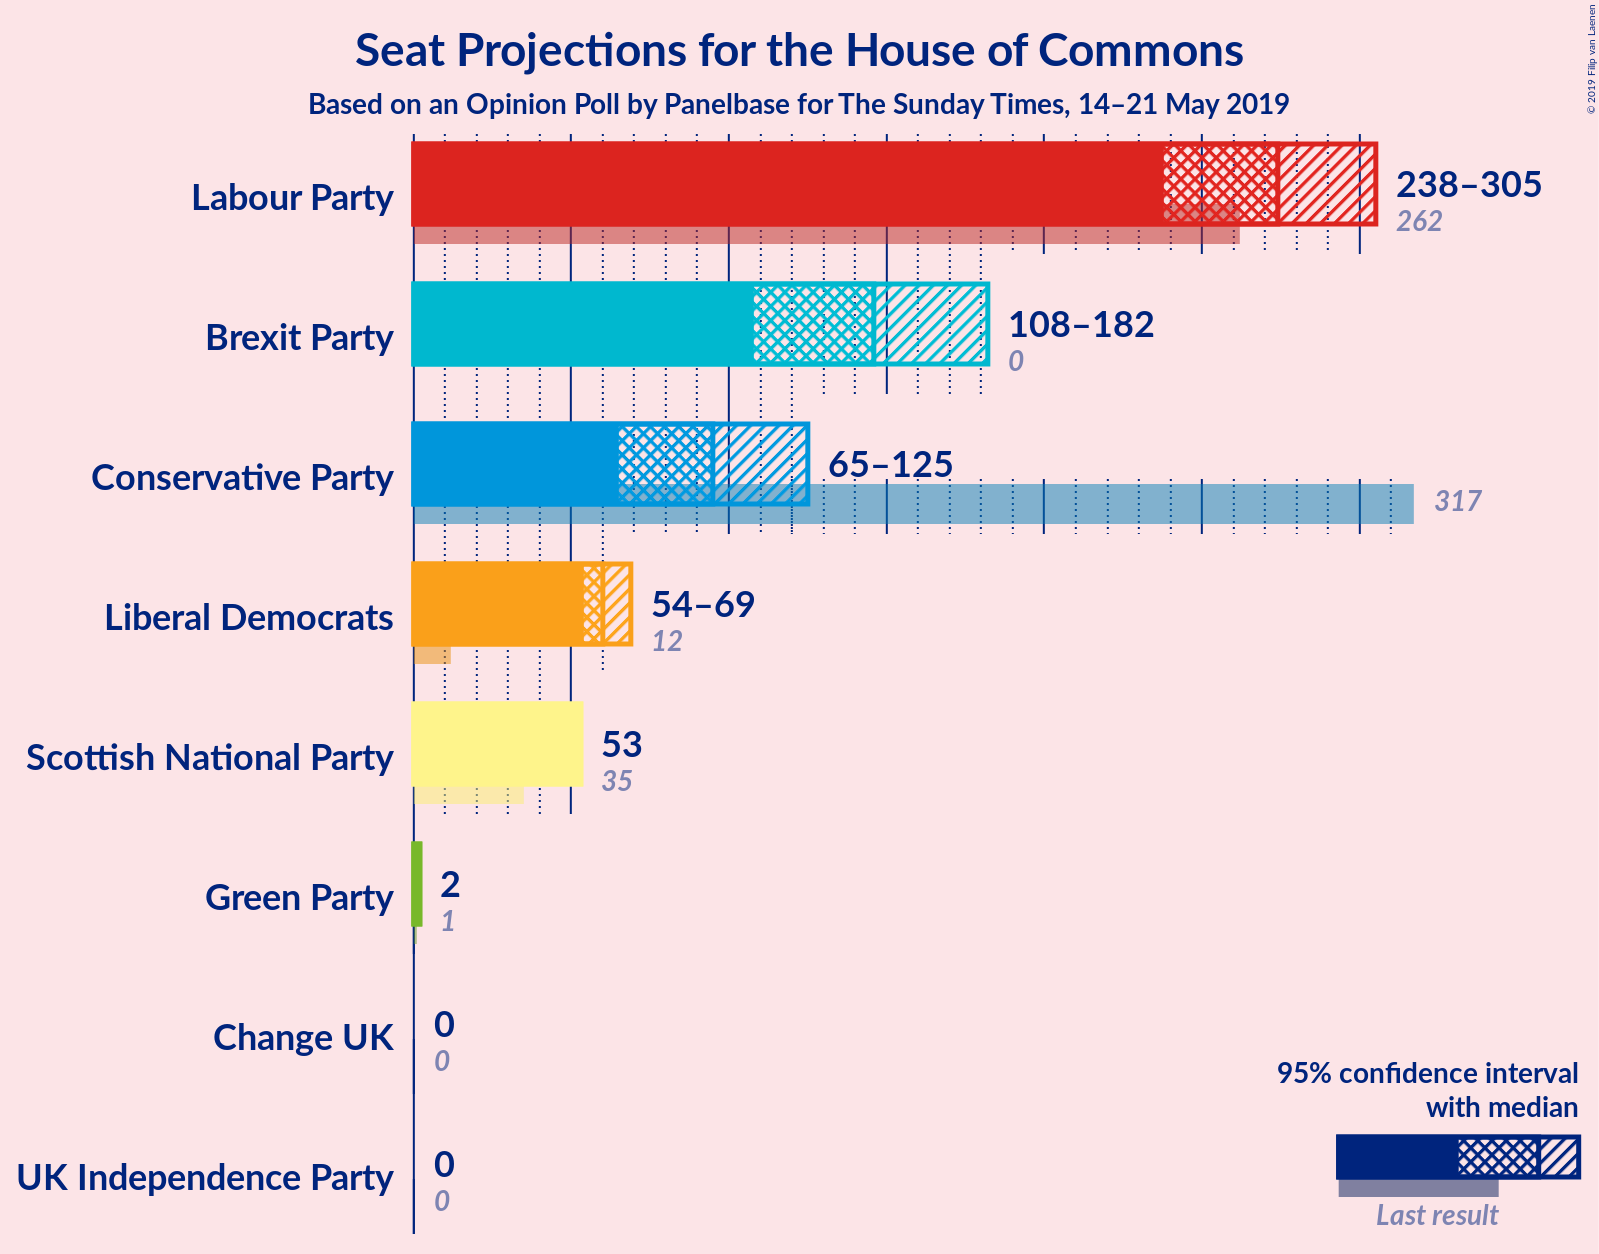 Seat Projections for the House of Commons
Based on an Opinion Poll by Panelbase for The Sunday Times, 14–21 May 2019
© 2019 Filip van Laenen
Labour Party
238–305
262
Brexit Party
108–182
0
Conservative Party
65–125
317
Liberal Democrats
54–69
12
Scottish National Party
53
35
Green Party
2
1
Change UK
0
0
UK Independence Party
0
0
95% confidence interval
with median
Last result